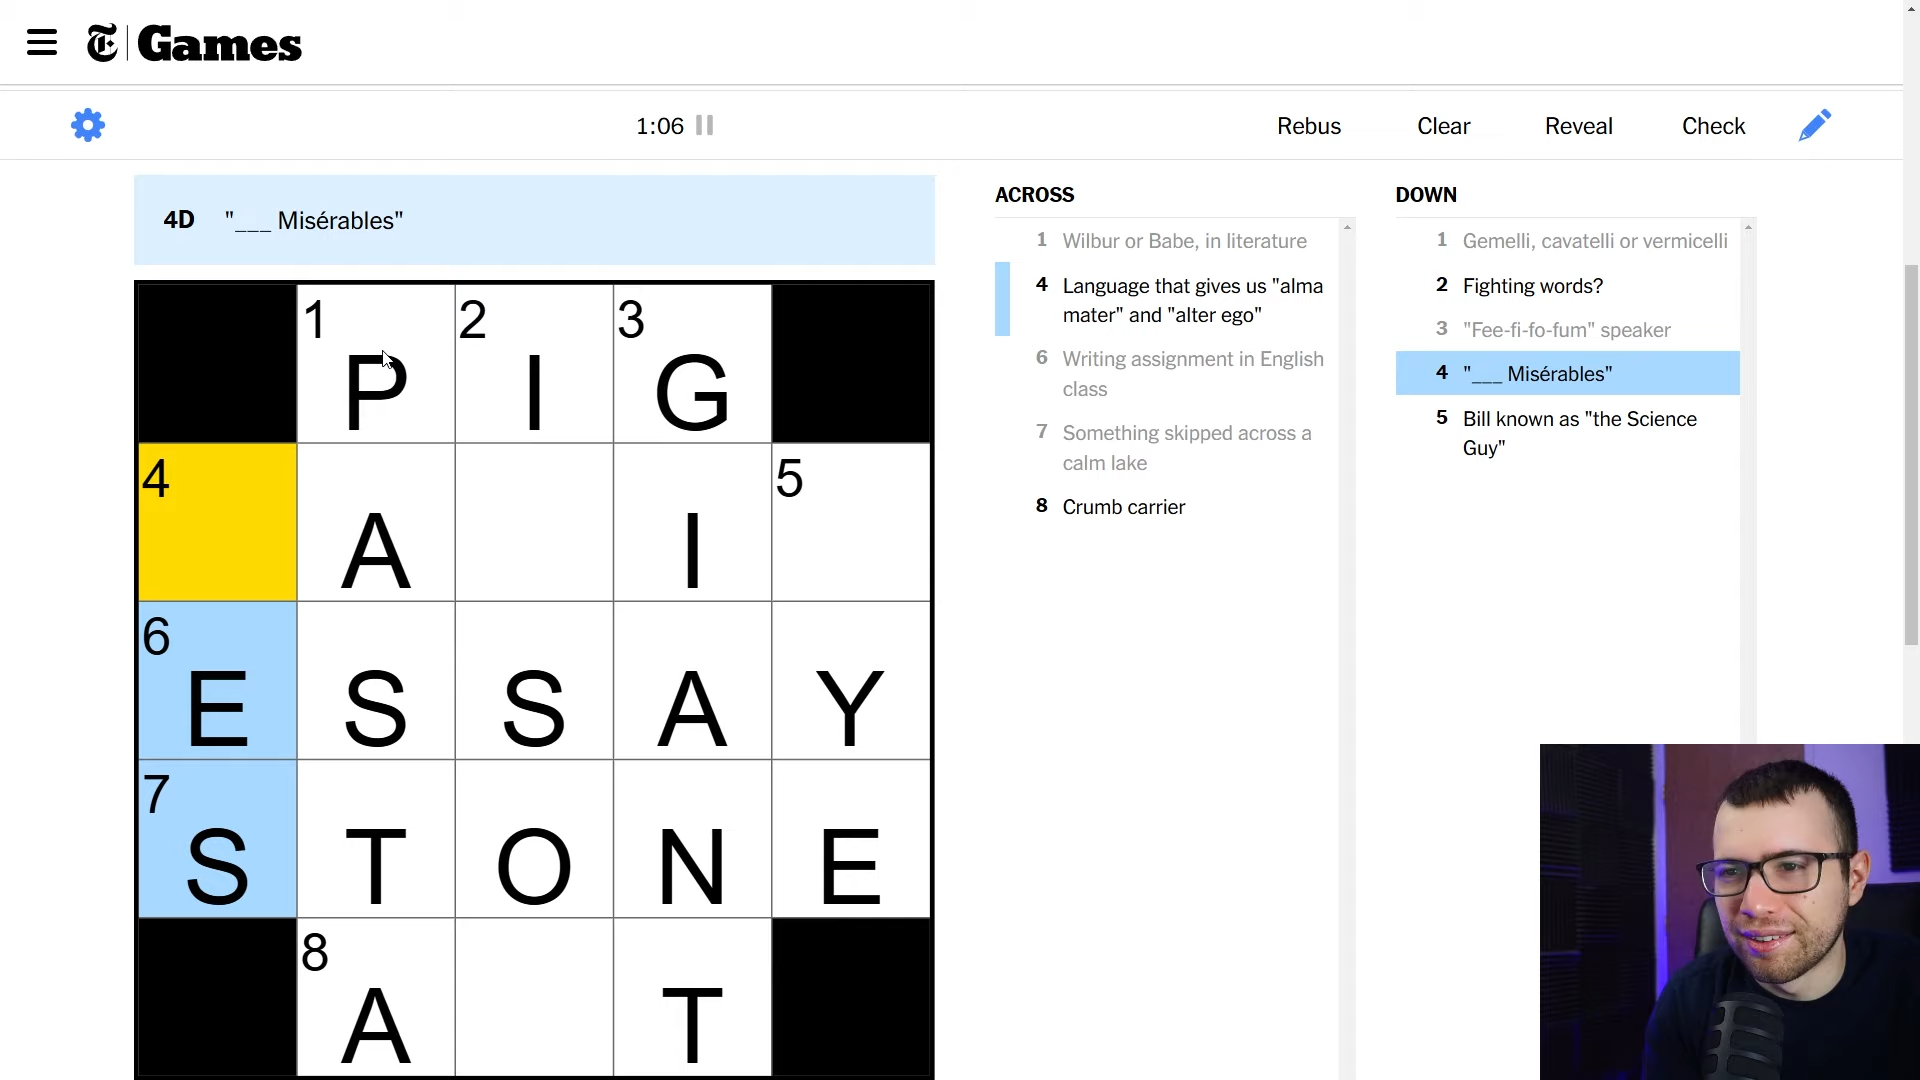 Games
1:06
Rebus
Clear
Reveal
Check
4D "___ Misérables"
1 P 2 I 3 G
4 A I 5
6 E S S A Y
7 S T O N E
8 A T
ACROSS
1 Wilbur or Babe, in literature
4 Language that gives us "alma
mater" and "alter ego"
6 Writing assignment in English
class
7 Something skipped across a
calm lake
8 Crumb carrier
DOWN
1 Gemelli, cavatelli or vermicelli
2 Fighting words?
3 "Fee-fi-fo-fum" speaker
4 "___ Misérables"
5 Bill known as "the Science
Guy"